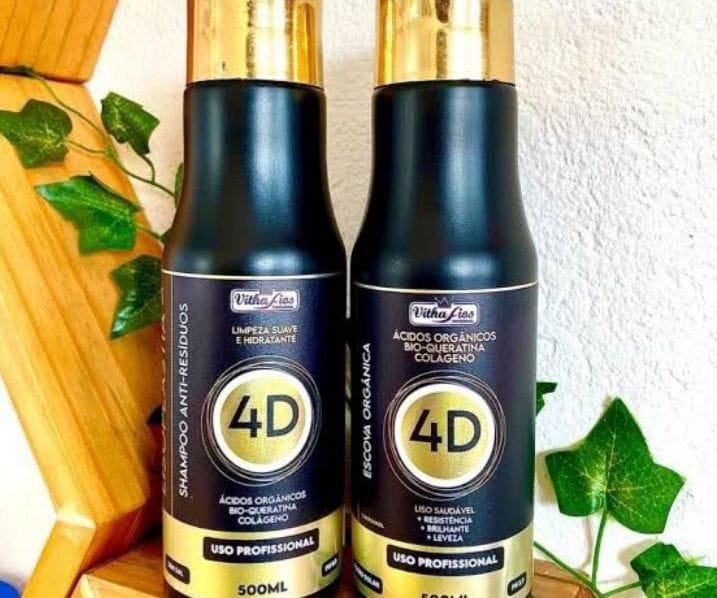 SHAMPOO ANTI-RESÍDUOS
Vitha Fios
LIMPEZA SUAVE
E HIDRATANTE
4D
ÁCIDOS ORGÂNICOS
BIO-QUERATINA
COLÁGENO
USO PROFISSIONAL
500ML
ESCOVA ORGÂNICA
Vitha Fios
ÁCIDOS ORGÂNICOS
BIO-QUERATINA
COLÁGENO
4D
LISO SAUDÁVEL
+ RESISTÊNCIA
+ BRILHANTE
+ LEVEZA
USO PROFISSIONAL
500ML